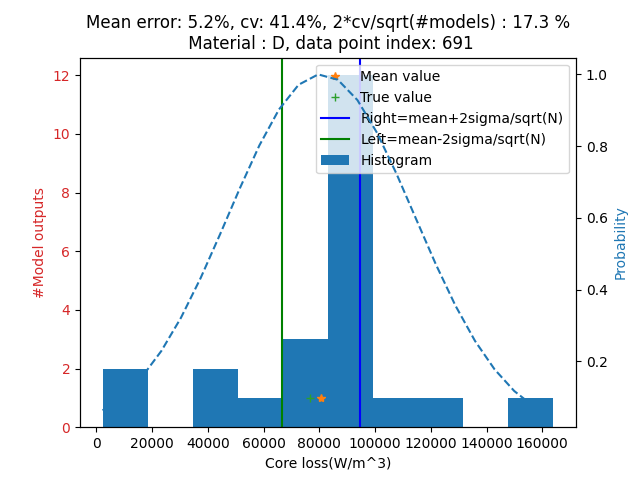 Mean error: 5.2%, cv: 41.4%, 2*cv/sqrt(#models) : 17.3 %
Material : D, data point index: 691
Mean value
True value
Right=mean+2sigma/sqrt(N)
Left=mean-2sigma/sqrt(N)
Histogram
12
10
8
6
4
2
0
#Model outputs
1.0
0.8
0.6
0.4
0.2
Probability
0 20000 40000 60000 80000 100000 120000 140000 160000
Core loss(W/m^3)